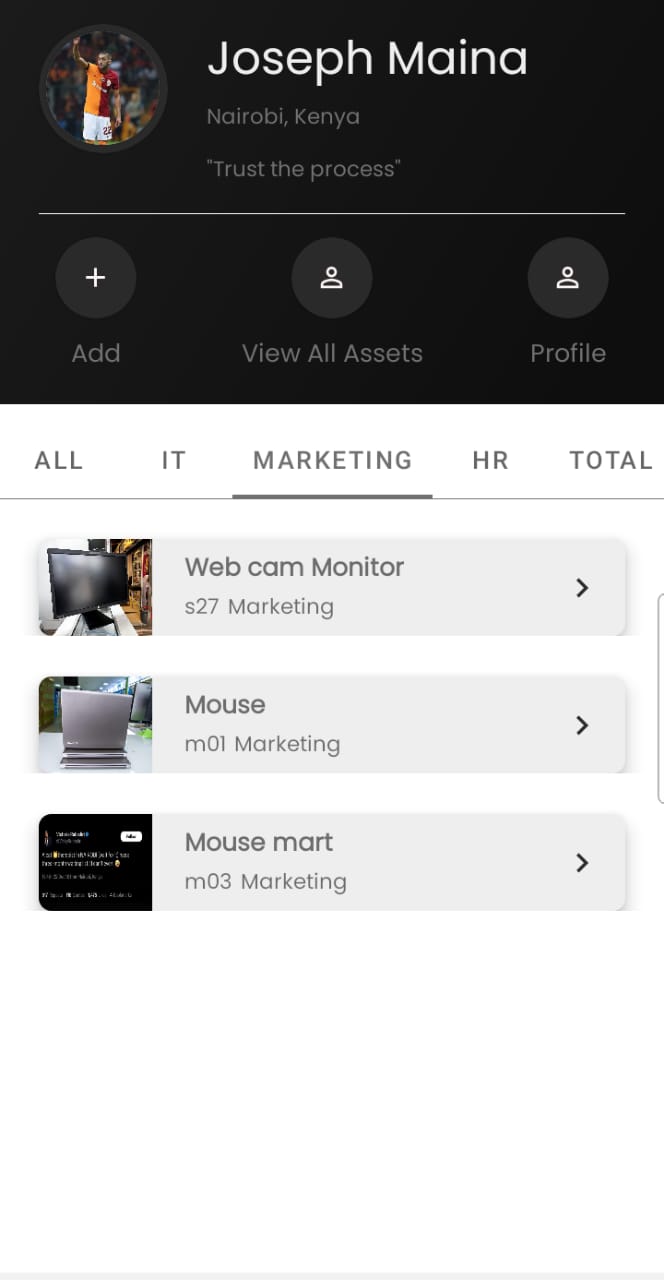 Joseph Maina
Nairobi, Kenya
"Trust the process"
Add
View All Assets
Profile
ALL
IT
MARKETING
HR
TOTAL
Web cam Monitor
s27 Marketing
Mouse
m01 Marketing
Mouse mart
m03 Marketing